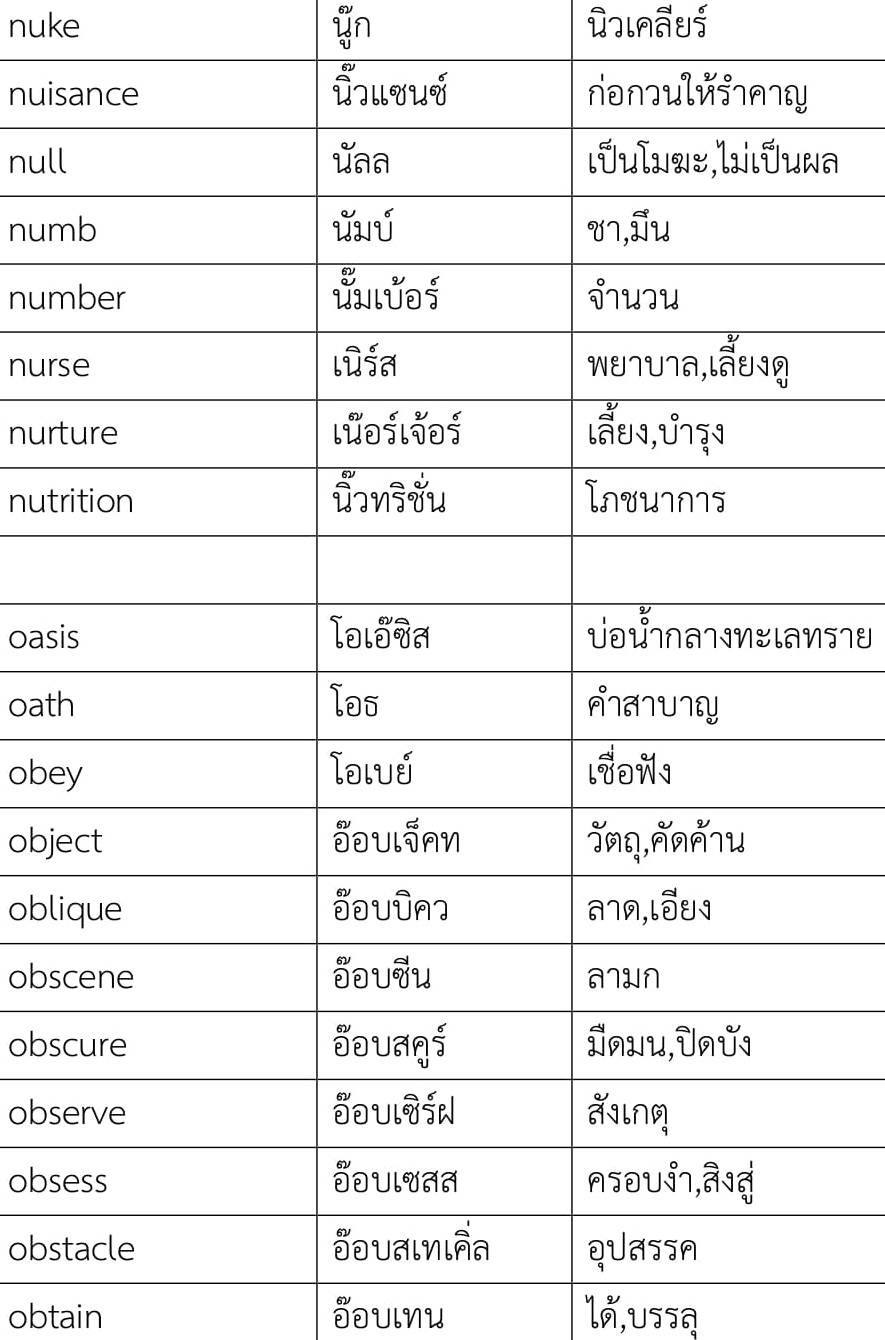 nuke นู๊ก นิวเคลียร์
nuisance นิ๊วแซนซ์ ก่อกวนให้รำคาญ
null นัลล เป็นโมฆะ,ไม่เป็นผล
numb นัมบ์ ชา,มึน
number นั๊มเบ้อร์ จำนวน
nurse เนิร์ส พยาบาล,เลี้ยงดู
nurture เน๊อร์เจ้อร์ เลี้ยง,บำรุง
nutrition นิ๊วทริชั่น โภชนาการ
oasis โอเอ๊ซิส บ่อน้ำกลางทะเลทราย
oath โอธ คำสาบาญ
obey โอเบย์ เชื่อฟัง
object อ๊อบเจ็คท วัตถุ,คัดค้าน
oblique อ๊อบบิคว ลาด,เอียง
obscene อ๊อบซีน ลามก
obscure อ๊อบสคูร์ มืดมน,ปิดบัง
observe อ๊อบเซิร์ฝ สังเกตุ
obsess อ๊อบเซสส ครอบงำ,สิงสู่
obstacle อ๊อบสเทเคิ่ล อุปสรรค
obtain อ๊อบเทน ได้,บรรลุ